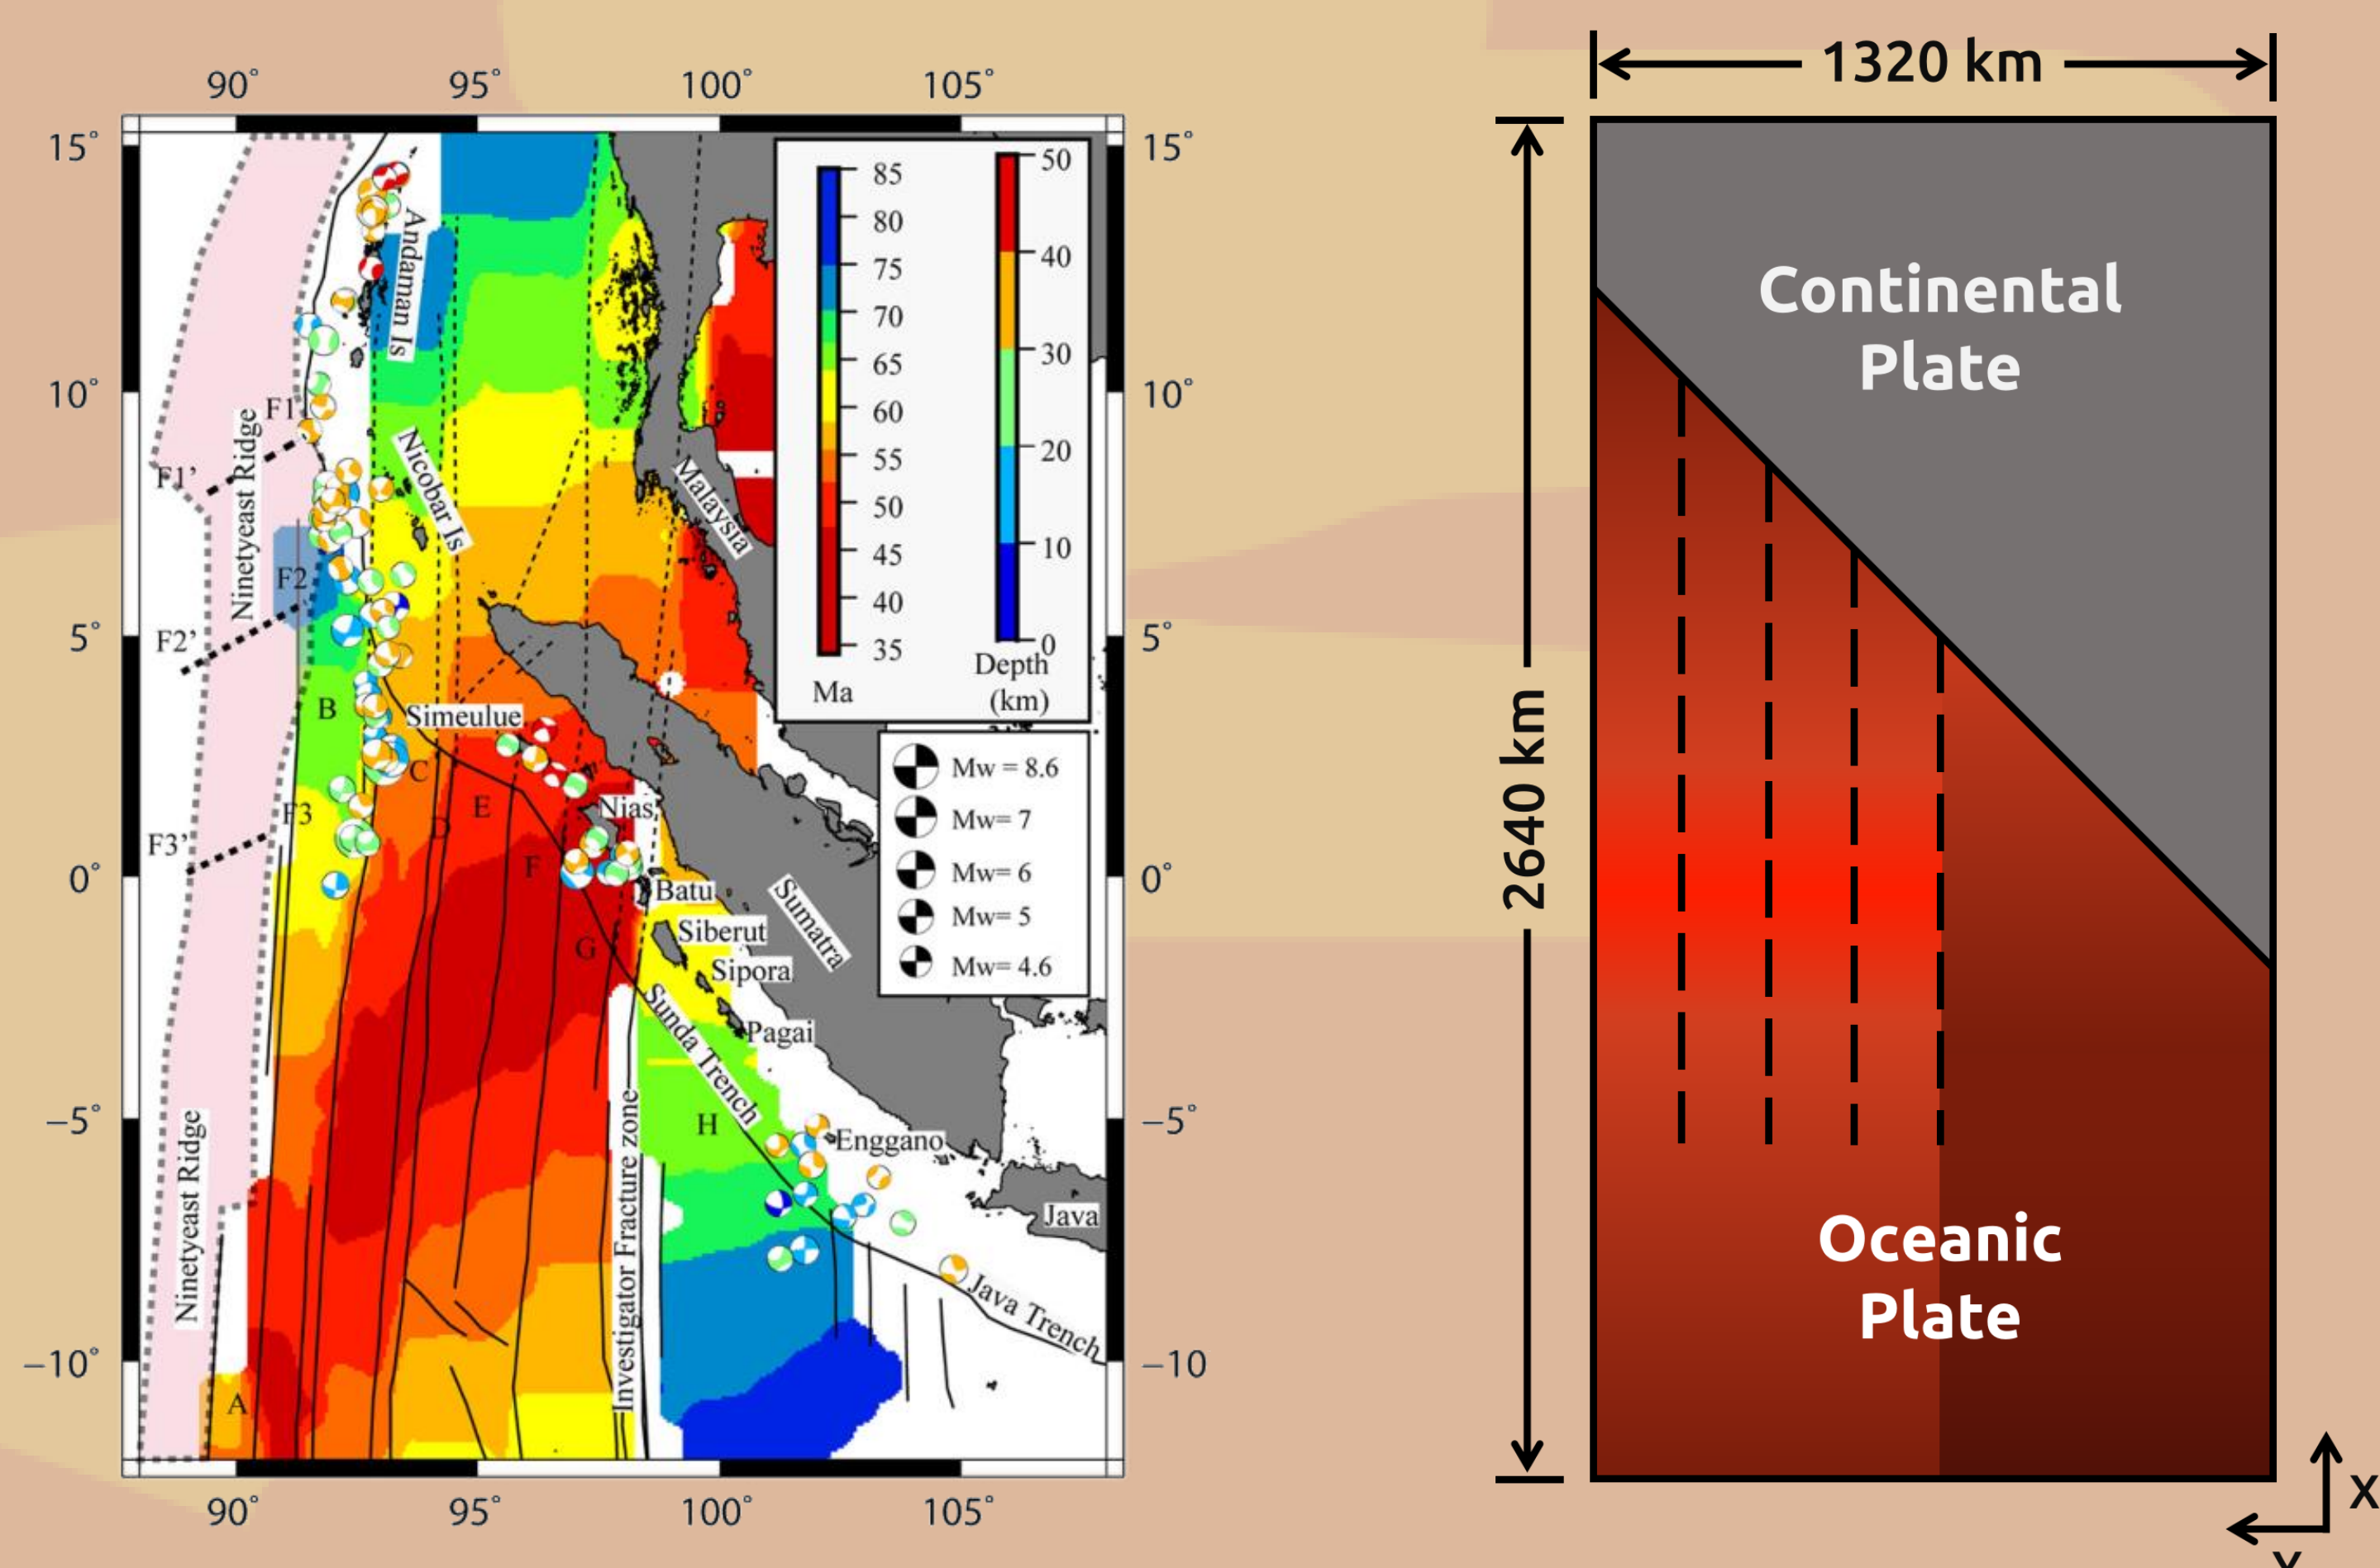 90° 95° 100° 105°
15°
10°
5°
0°
−5°
−10°
15°
10°
5°
0°
−5°
−10
90° 95° 100° 105°
Andaman Is
Nicobar Is
Malaysia
F1
F1’
Ninetyeast Ridge
F2
F2’
B
Simeulue
C
F3
F3’
D
E
F
Nias
Batu
G
Siberut
Sipora
Pagai
Sumatra
Sunda Trench
H
Enggano
Java
Java Trench
Investigator Fracture zone
Ninetyeast Ridge
A
85
80
75
70
65
60
55
50
45
40
35
Ma
50
40
30
20
10
0
Depth
(km)
Mw = 8.6
Mw= 7
Mw= 6
Mw= 5
Mw= 4.6
1320 km
2640 km
Continental
Plate
Oceanic
Plate
X